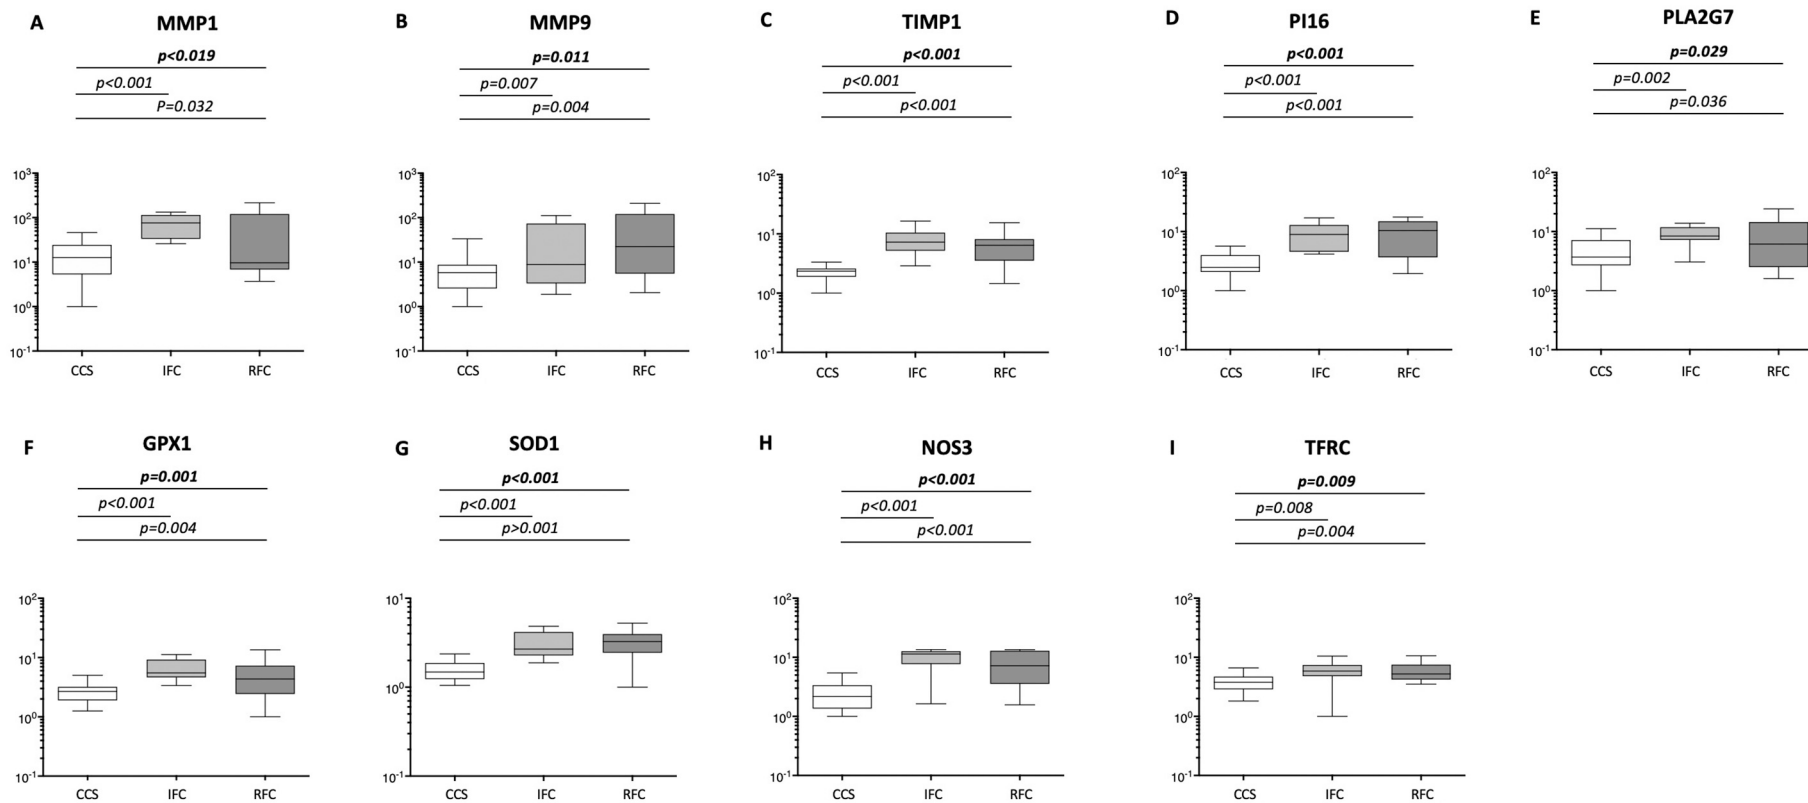 A MMP1
p<0.019
p<0.001
P=0.032
10³
10²
10¹
10⁰
10⁻¹
CCS IFC RFC
B MMP9
p=0.011
p=0.007
p=0.004
10³
10²
10¹
10⁰
10⁻¹
CCS IFC RFC
C TIMP1
p<0.001
p<0.001
p<0.001
10²
10¹
10⁰
10⁻¹
CCS IFC RFC
D PI16
p<0.001
p<0.001
p<0.001
10²
10¹
10⁰
10⁻¹
CCS IFC RFC
E PLA2G7
p=0.029
p=0.002
p=0.036
10²
10¹
10⁰
10⁻¹
CCS IFC RFC
F GPX1
p=0.001
p<0.001
p=0.004
10²
10¹
10⁰
10⁻¹
CCS IFC RFC
G SOD1
p<0.001
p<0.001
p>0.001
10¹
10⁰
10⁻¹
CCS IFC RFC
H NOS3
p<0.001
p<0.001
p<0.001
10²
10¹
10⁰
10⁻¹
CCS IFC RFC
I TFRC
p=0.009
p=0.008
p=0.004
10²
10¹
10⁰
10⁻¹
CCS IFC RFC